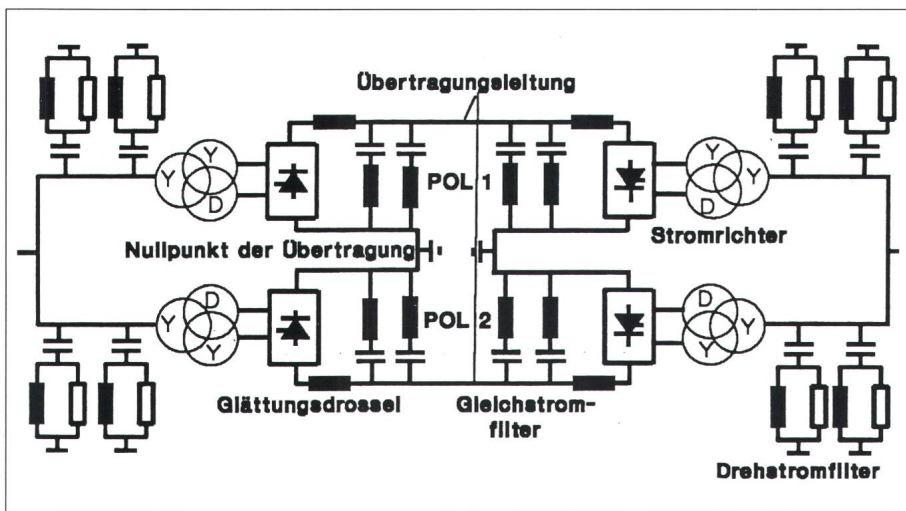 Übertragungsleitung
Y
Y
D
POL 1
Y
Y
D
Stromrichter
Nullpunkt der Übertragung
D
Y
Y
POL 2
D
Y
Y
Glättungsdrossel
Gleichstrom-
filter
Drehstromfilter